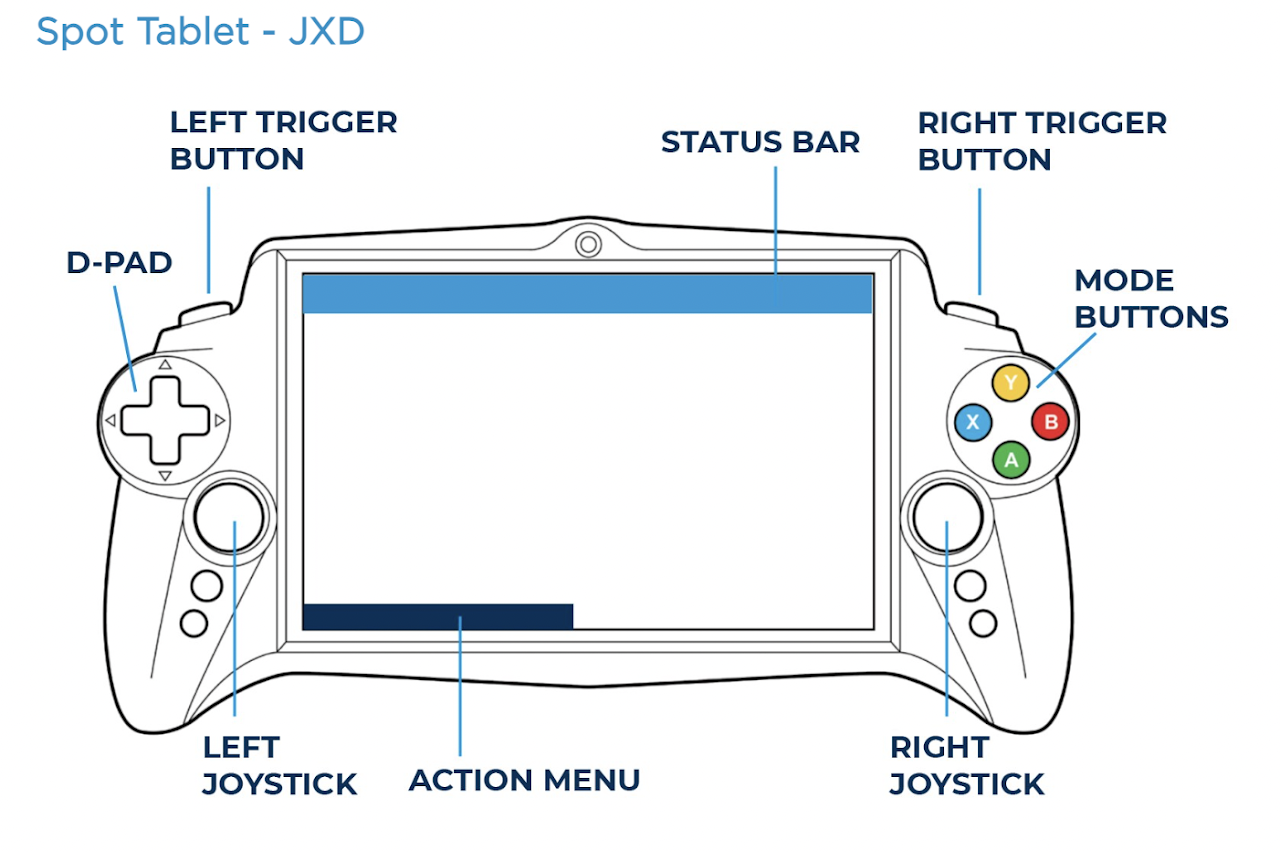 Spot Tablet - JXD
LEFT TRIGGER
BUTTON
STATUS BAR
RIGHT TRIGGER
BUTTON
D-PAD
MODE
BUTTONS
Y
X
B
A
LEFT
JOYSTICK
ACTION MENU
RIGHT
JOYSTICK